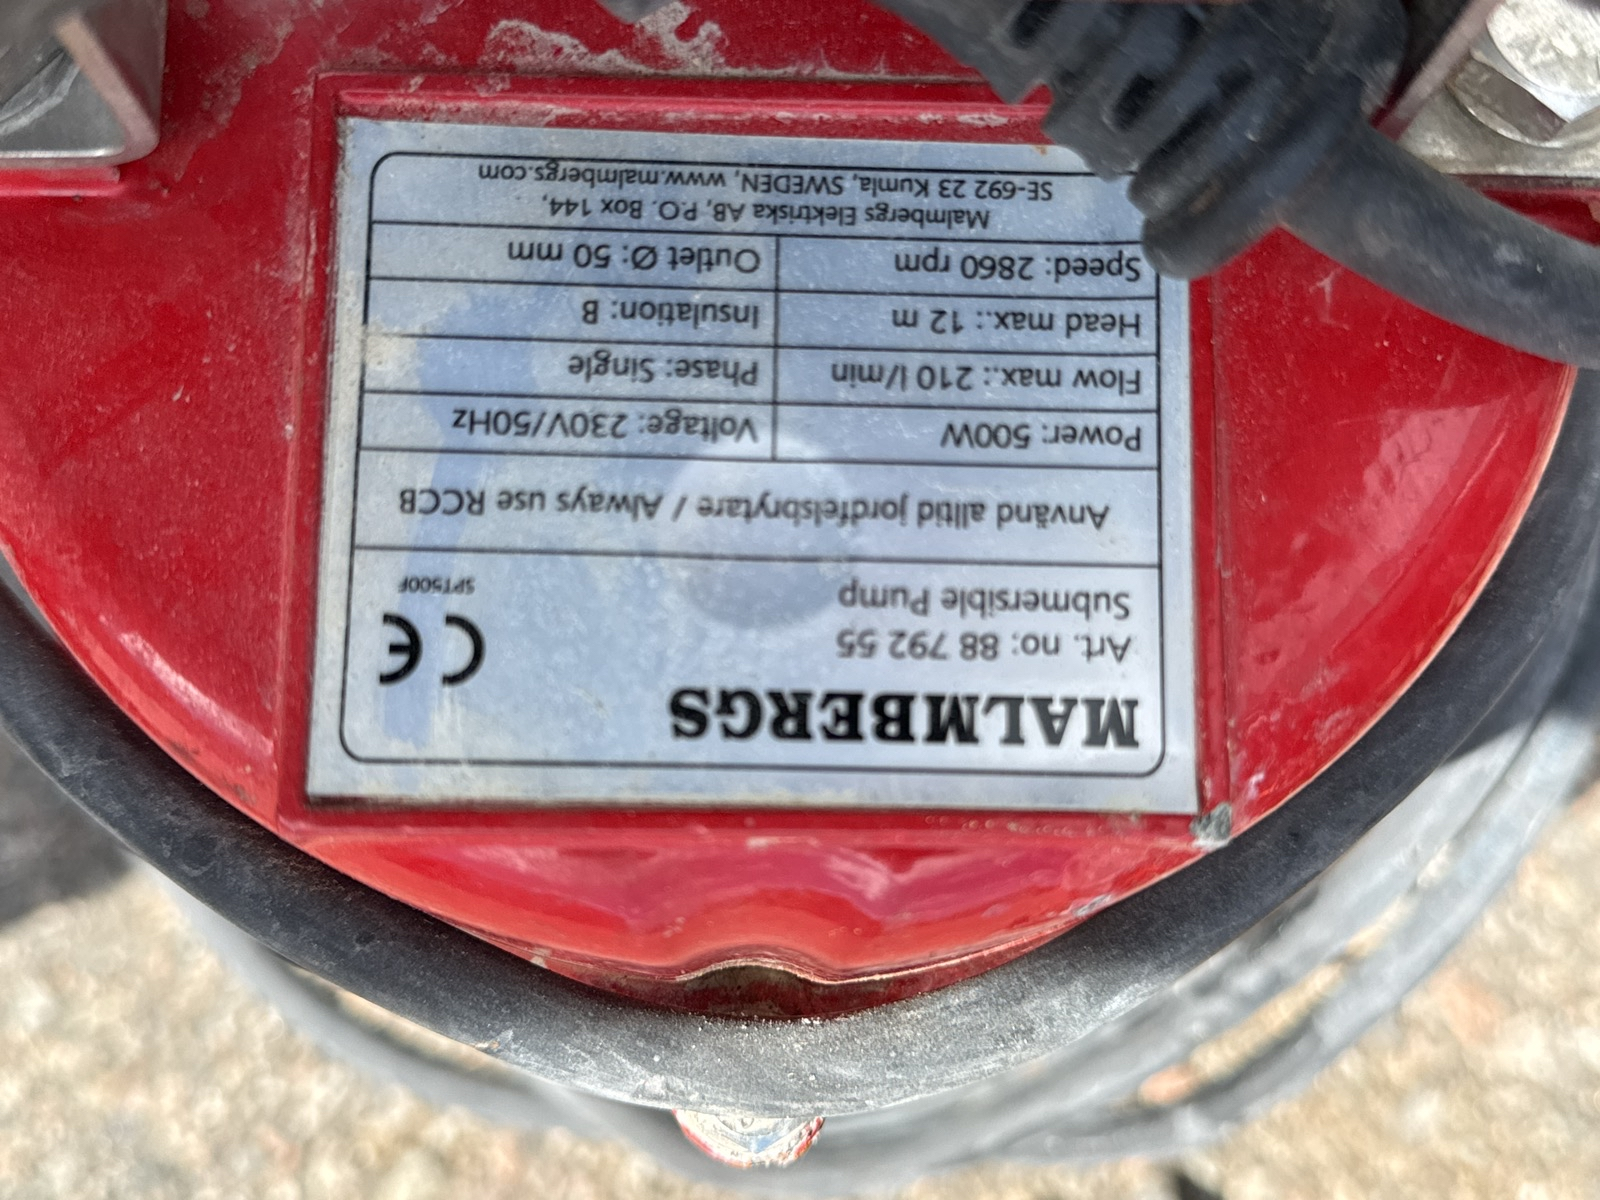 MALMBERGS
Art. no: 88 792 55
Submersible Pump
CE
SPT500F
Använd alltid jordfelsbrytare / Always use RCCB
Power: 500W Voltage: 230V/50Hz
Flow max.: 210 l/min Phase: Single
Head max.: 12 m Insulation: B
Speed: 2860 rpm Outlet Ø: 50 mm
Malmbergs Elektriska AB, P.O. Box 144,
SE-692 23 Kumla, SWEDEN, www.malmbergs.com